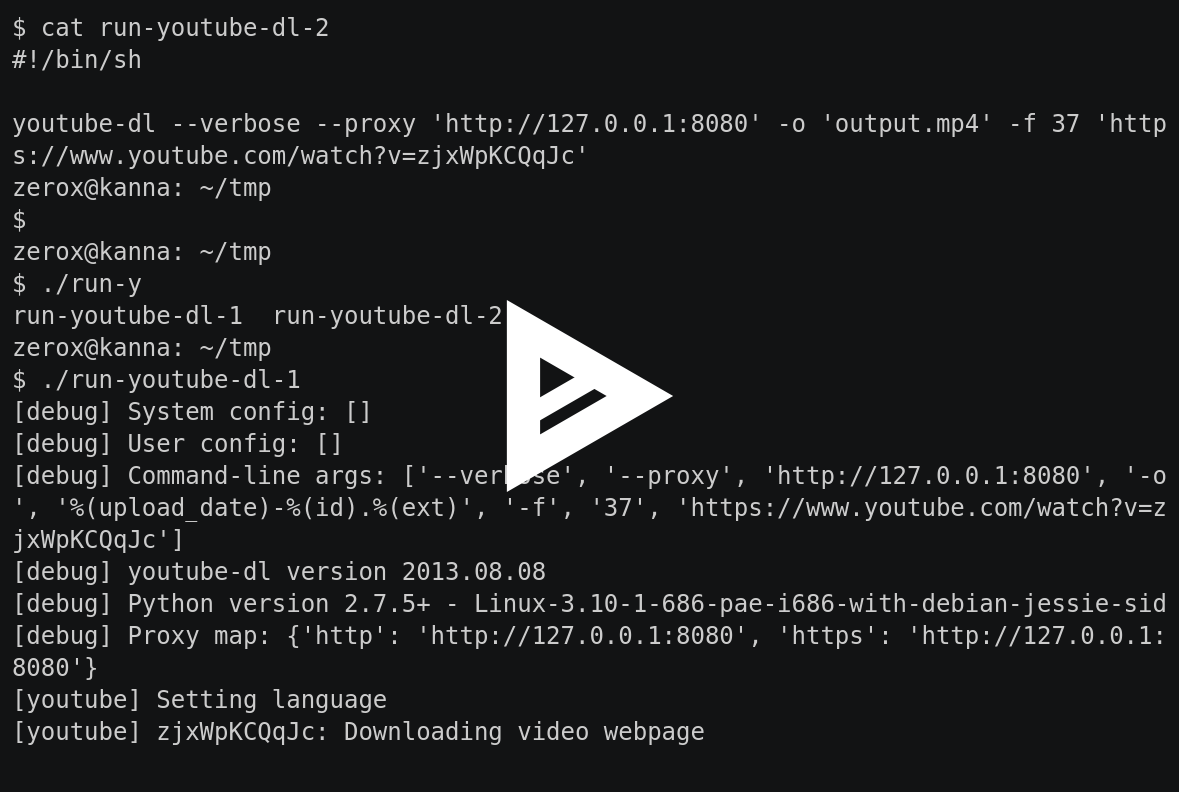 $ cat run-youtube-dl-2
#!/bin/sh
youtube-dl --verbose --proxy 'http://127.0.0.1:8080' -o 'output.mp4' -f 37 'http
s://www.youtube.com/watch?v=zjxWpKCQqJc'
zerox@kanna: ~/tmp
$
zerox@kanna: ~/tmp
$ ./run-y
run-youtube-dl-1  run-youtube-dl-2
zerox@kanna: ~/tmp
$ ./run-youtube-dl-1
[debug] System config: []
[debug] User config: []
[debug] Command-line args: ['--verbose', '--proxy', 'http://127.0.0.1:8080', '-o
', '%(upload_date)-%(id).%(ext)', '-f', '37', 'https://www.youtube.com/watch?v=z
jxWpKCQqJc']
[debug] youtube-dl version 2013.08.08
[debug] Python version 2.7.5+ - Linux-3.10-1-686-pae-i686-with-debian-jessie-sid
[debug] Proxy map: {'http': 'http://127.0.0.1:8080', 'https': 'http://127.0.0.1:
8080'}
[youtube] Setting language
[youtube] zjxWpKCQqJc: Downloading video webpage